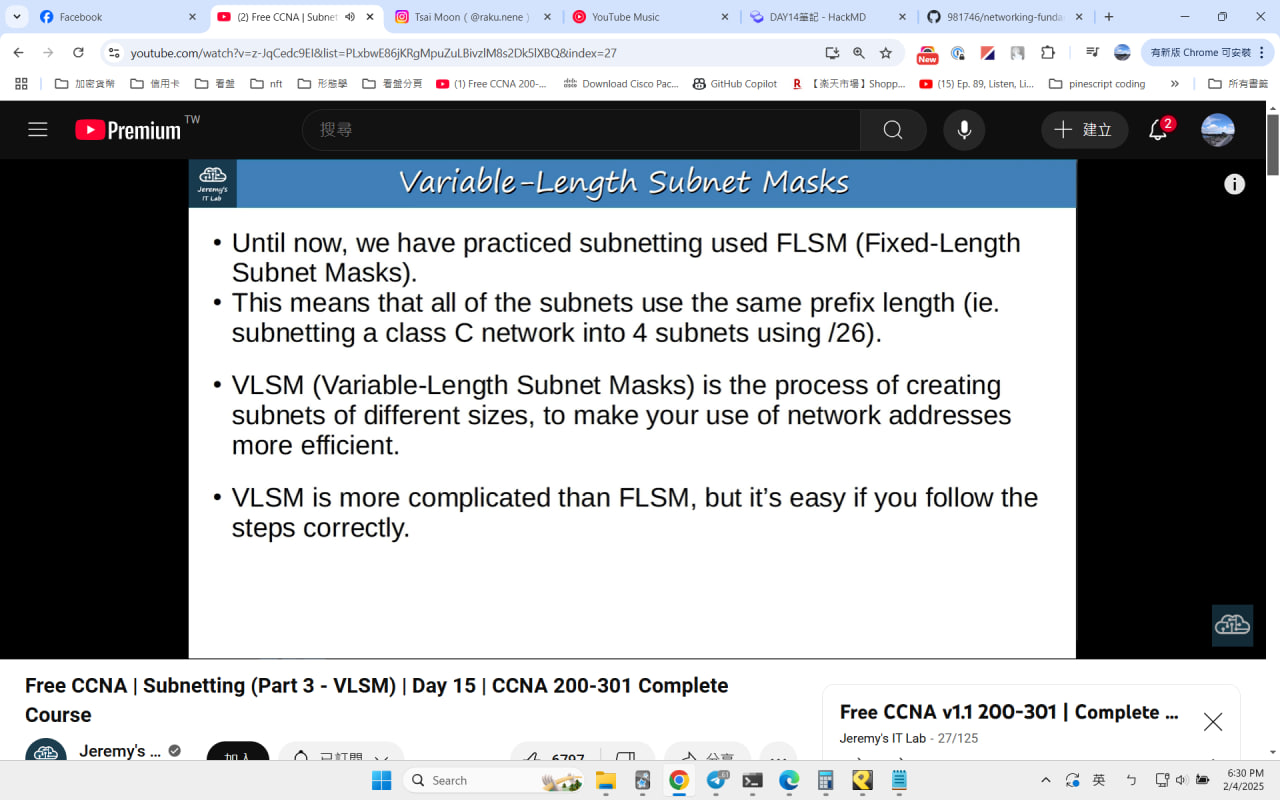 Facebook
(2) Free CCNA | Subnet
Tsai Moon（@raku.nene）
YouTube Music
DAY14筆記 - HackMD
981746/networking-funda
youtube.com/watch?v=z-JqCedc9EI&list=PLxbwE86jKRgMpuZuLBivzlM8s2Dk5lXBQ&index=27
New
有新版 Chrome 可安裝
加密貨幣
信用卡
看盤
nft
形態學
看盤分頁
(1) Free CCNA 200-...
Download Cisco Pac...
GitHub Copilot
【楽天市場】Shopp...
(15) Ep. 89, Listen, Li...
pinescript coding
所有書籤
Premium TW
搜尋
建立
2
Jeremy's
IT Lab
Variable-Length Subnet Masks
• Until now, we have practiced subnetting used FLSM (Fixed-Length
Subnet Masks).
• This means that all of the subnets use the same prefix length (ie.
subnetting a class C network into 4 subnets using /26).
• VLSM (Variable-Length Subnet Masks) is the process of creating
subnets of different sizes, to make your use of network addresses
more efficient.
• VLSM is more complicated than FLSM, but it's easy if you follow the
steps correctly.
Free CCNA | Subnetting (Part 3 - VLSM) | Day 15 | CCNA 200-301 Complete
Course
Free CCNA v1.1 200-301 | Complete ...
Jeremy's IT Lab - 27/125
Jeremy's ...
加入
已訂閱
6797
分享
Search
61
英
ㄅ
6:30 PM
2/4/2025